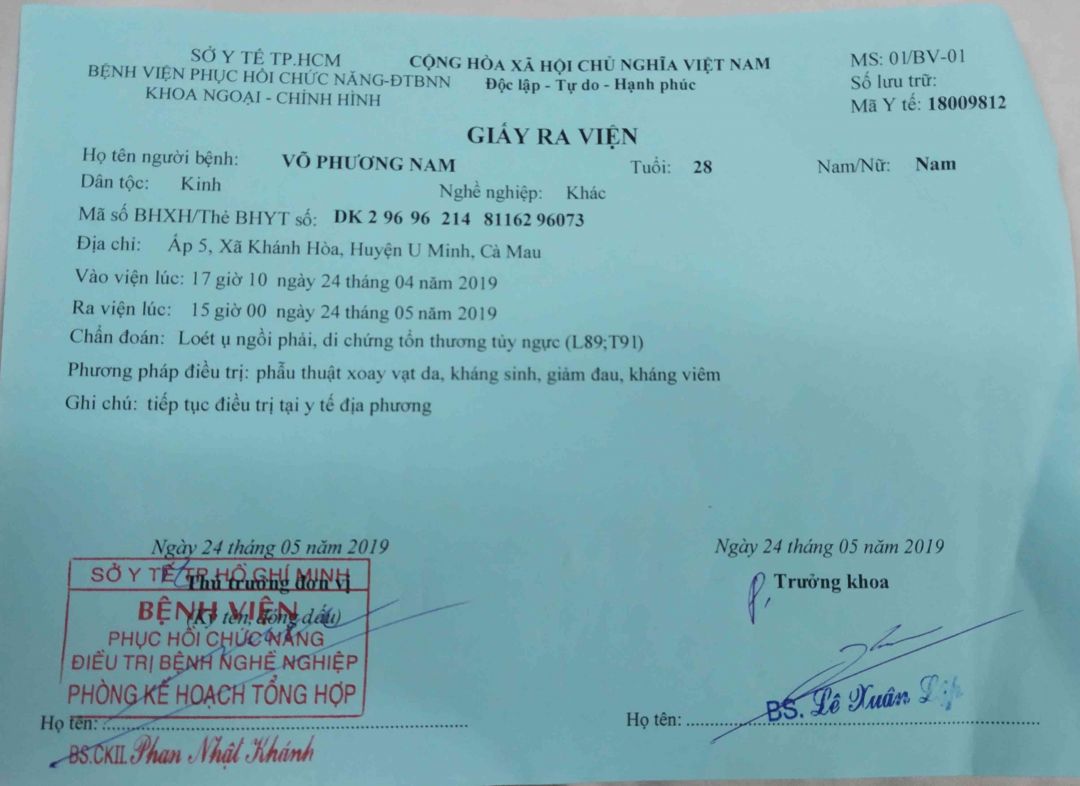 SỞ Y TẾ TP.HCM
BỆNH VIỆN PHỤC HỒI CHỨC NĂNG-ĐTBNN
KHOA NGOẠI - CHỈNH HÌNH
CỘNG HÒA XÃ HỘI CHỦ NGHĨA VIỆT NAM
Độc lập - Tự do - Hạnh phúc
MS: 01/BV-01
Số lưu trữ:
Mã Y tế: 18009812
GIẤY RA VIỆN
Họ tên người bệnh: VÕ PHƯƠNG NAM Tuổi: 28 Nam/Nữ: Nam
Dân tộc: Kinh Nghề nghiệp: Khác
Mã số BHXH/Thẻ BHYT số: DK 2 96 96 214 81162 96073
Địa chỉ: Ấp 5, Xã Khánh Hòa, Huyện U Minh, Cà Mau
Vào viện lúc: 17 giờ 10 ngày 24 tháng 04 năm 2019
Ra viện lúc: 15 giờ 00 ngày 24 tháng 05 năm 2019
Chẩn đoán: Loét ụ ngồi phải, di chứng tổn thương tủy ngực (L89;T91)
Phương pháp điều trị: phẫu thuật xoay vạt da, kháng sinh, giảm đau, kháng viêm
Ghi chú: tiếp tục điều trị tại y tế địa phương
Ngày 24 tháng 05 năm 2019
Thủ trưởng đơn vị
(Ký tên, đóng dấu)
SỞ Y TẾ TP HỒ CHÍ MINH
BỆNH VIỆN
PHỤC HỒI CHỨC NĂNG
ĐIỀU TRỊ BỆNH NGHỀ NGHIỆP
PHÒNG KẾ HOẠCH TỔNG HỢP
Họ tên:
BS.CKII. Phan Nhật Khánh
Ngày 24 tháng 05 năm 2019
P. Trưởng khoa
Họ tên: BS. Lê Xuân